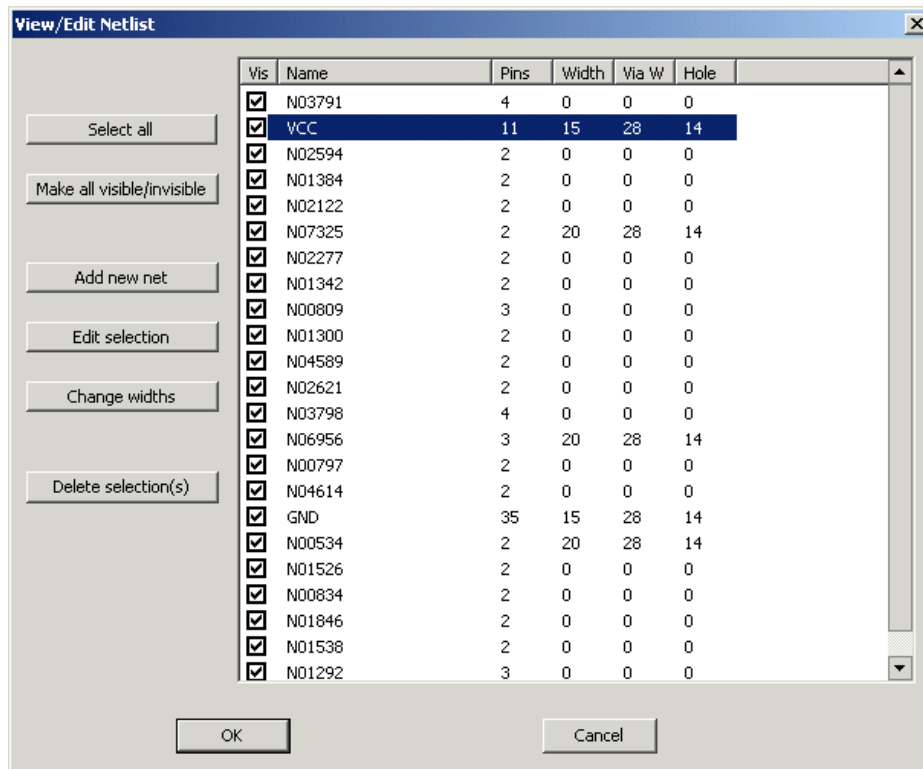 View/Edit Netlist
Vis Name Pins Width Via W Hole
N03791 4 0 0 0
VCC 11 15 28 14
N02594 2 0 0 0
N01384 2 0 0 0
N02122 2 0 0 0
N07325 2 20 28 14
N02277 2 0 0 0
N01342 2 0 0 0
N00809 3 0 0 0
N01300 2 0 0 0
N04589 2 0 0 0
N02621 2 0 0 0
N03798 4 0 0 0
N06956 3 20 28 14
N00797 2 0 0 0
N04614 2 0 0 0
GND 35 15 28 14
N00534 2 20 28 14
N01526 2 0 0 0
N00834 2 0 0 0
N01846 2 0 0 0
N01538 2 0 0 0
N01292 3 0 0 0
Select all
Make all visible/invisible
Add new net
Edit selection
Change widths
Delete selection(s)
OK
Cancel